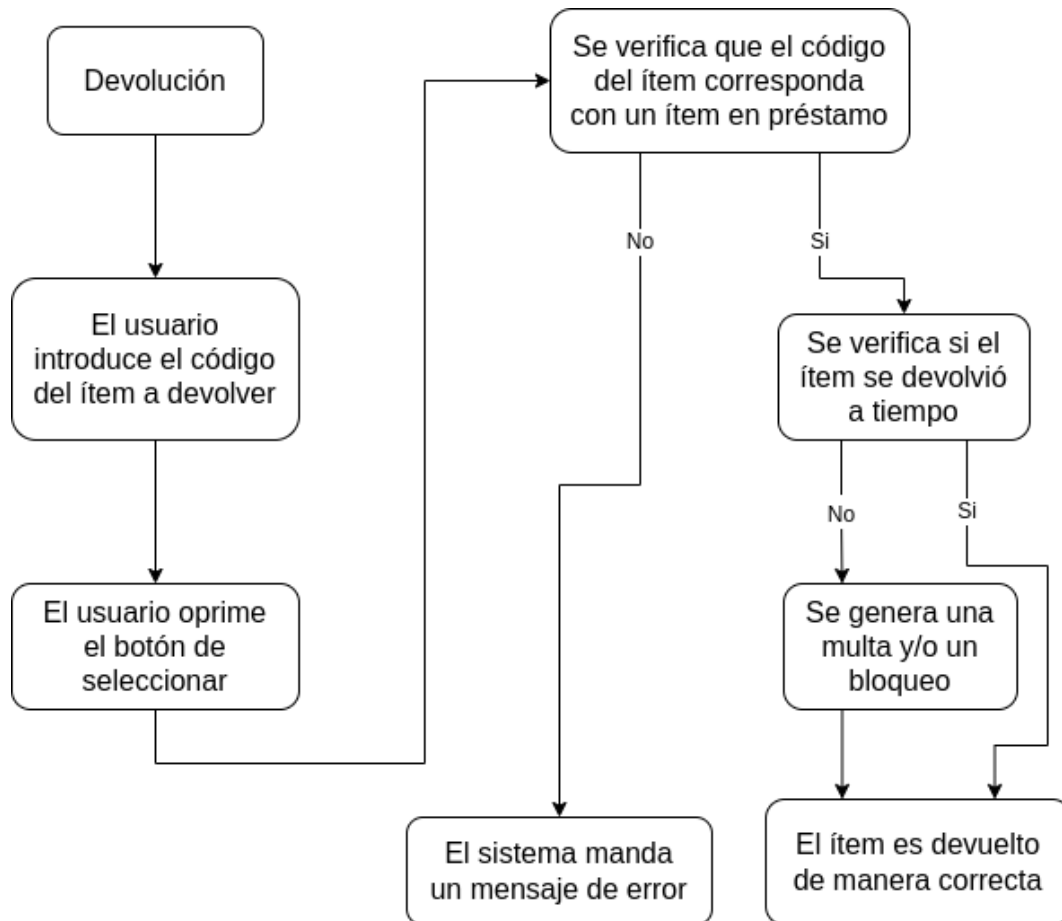 Devolución
El usuario
introduce el código
del ítem a devolver
El usuario oprime
el botón de
seleccionar
Se verifica que el código
del ítem corresponda
con un ítem en préstamo
No
Si
Se verifica si el
ítem se devolvió
a tiempo
No
Si
Se genera una
multa y/o un
bloqueo
El sistema manda
un mensaje de error
El ítem es devuelto
de manera correcta